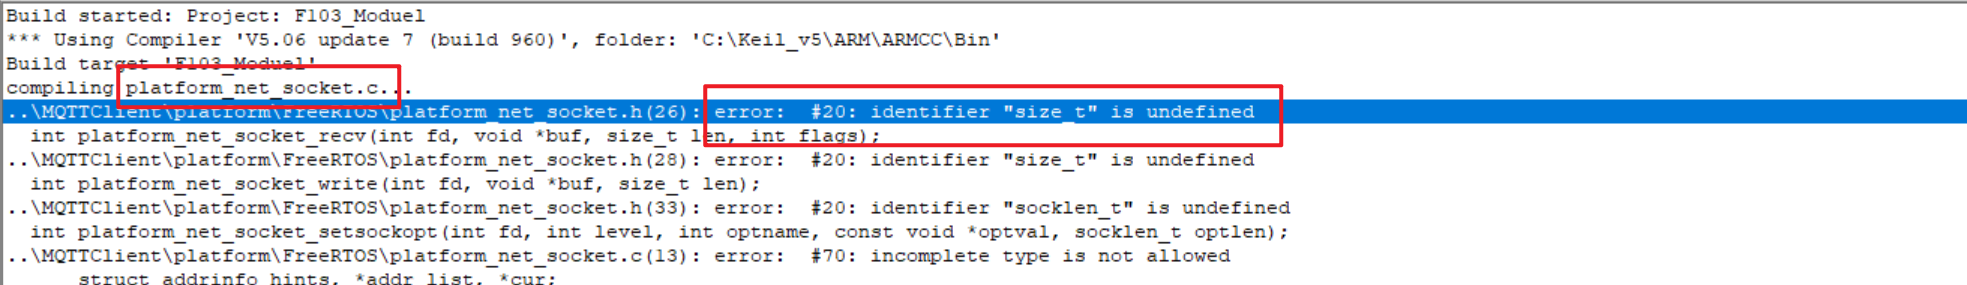 Build started: Project: F103_Moduel
*** Using Compiler 'V5.06 update 7 (build 960)', folder: 'C:\Keil_v5\ARM\ARMCC\Bin'
Build target 'F103_Moduel'
compiling platform_net_socket.c...
..\MQTTClient\platform\FreeRTOS\platform_net_socket.h(26): error:  #20: identifier "size_t" is undefined
  int platform_net_socket_recv(int fd, void *buf, size_t len, int flags);
..\MQTTClient\platform\FreeRTOS\platform_net_socket.h(28): error:  #20: identifier "size_t" is undefined
  int platform_net_socket_write(int fd, void *buf, size_t len);
..\MQTTClient\platform\FreeRTOS\platform_net_socket.h(33): error:  #20: identifier "socklen_t" is undefined
  int platform_net_socket_setsockopt(int fd, int level, int optname, const void *optval, socklen_t optlen);
..\MQTTClient\platform\FreeRTOS\platform_net_socket.c(13): error:  #70: incomplete type is not allowed
      struct addrinfo hints, *addr_list, *cur;